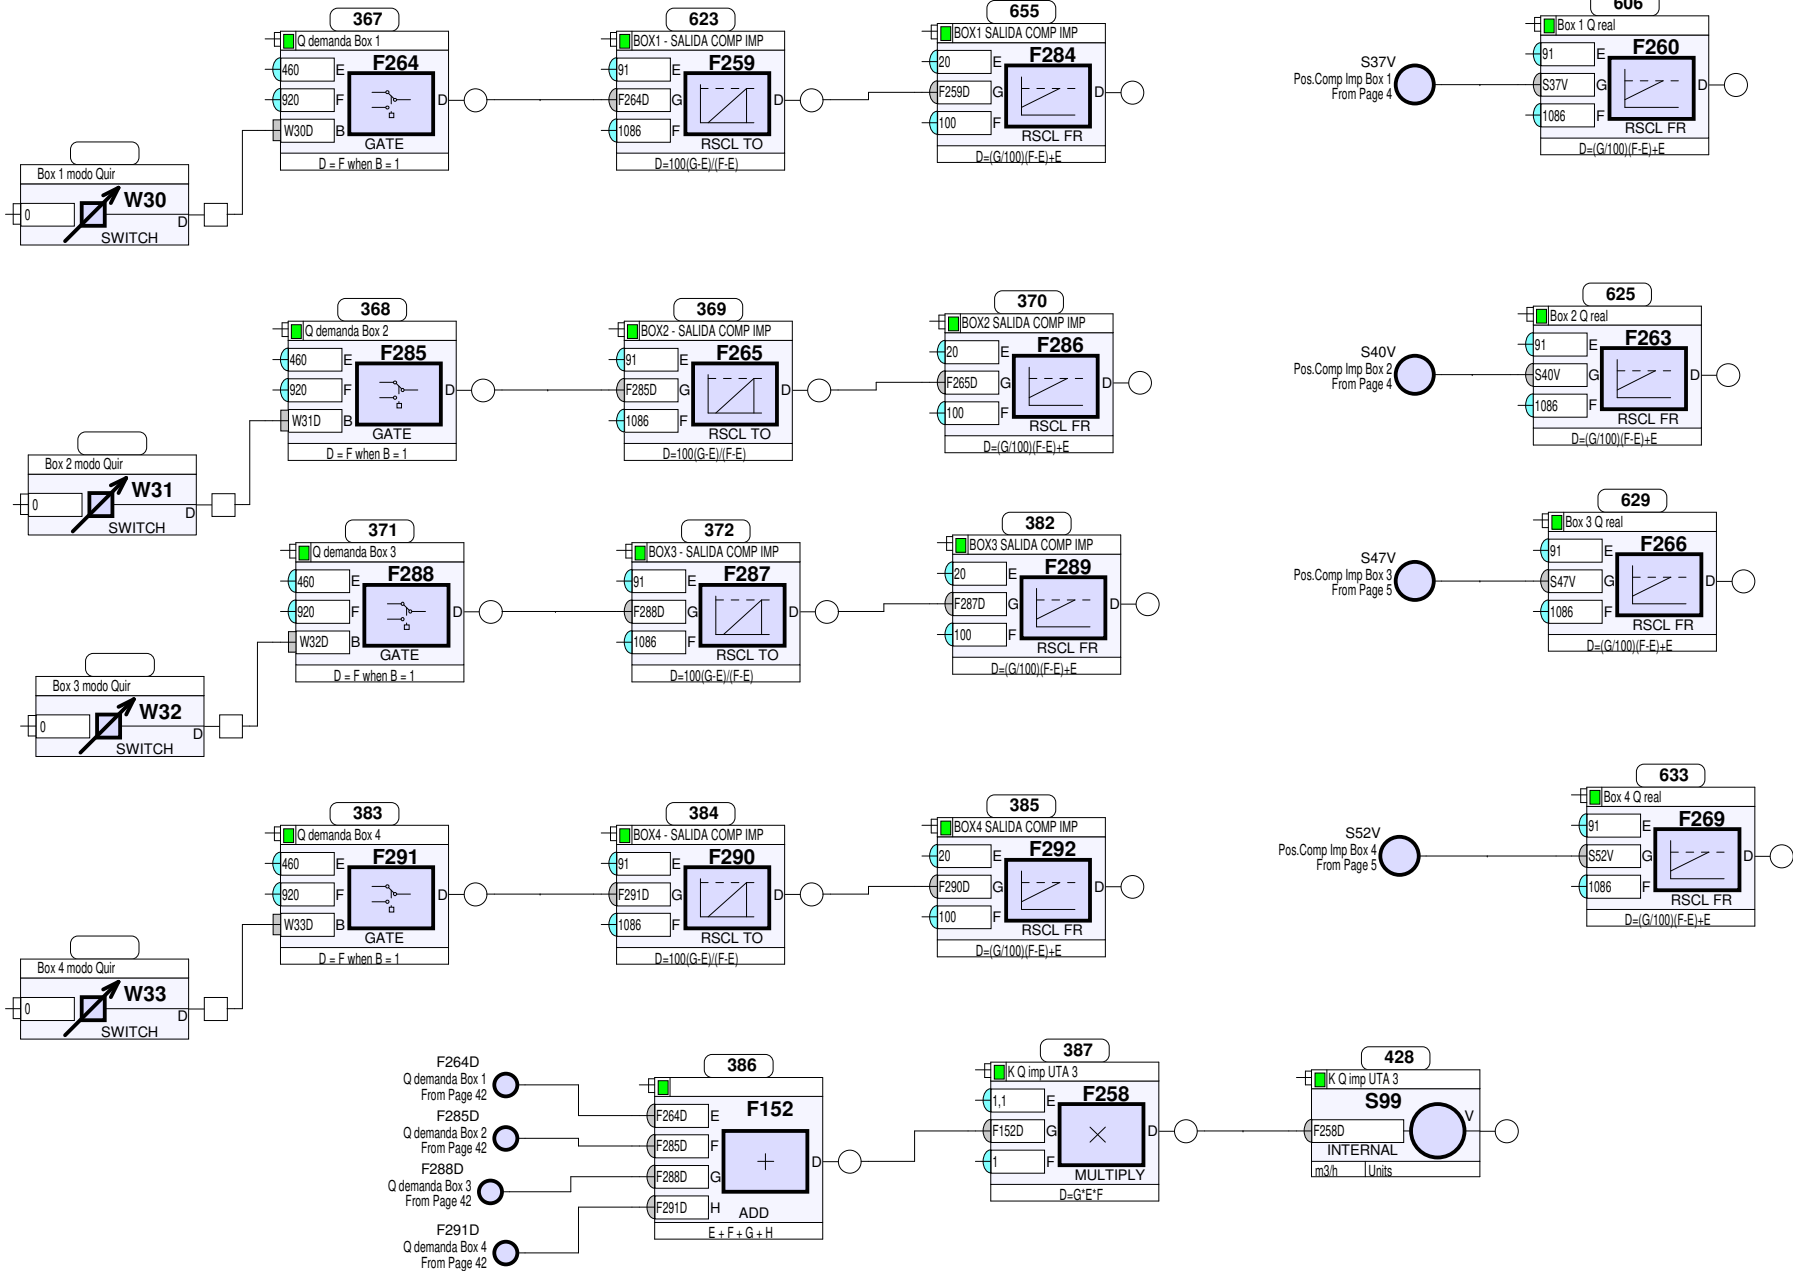 367
Q demanda Box 1
F264
460 E
920 F
W30D B
D
GATE
D = F when B = 1
623
BOX1 - SALIDA COMP IMP
F259
91 E
F264D G
1086 F
D
RSCL TO
D=100(G-E)/(F-E)
655
BOX1 SALIDA COMP IMP
F284
20 E
F259D G
100 F
D
RSCL FR
D=(G/100)(F-E)+E
S37V
Pos.Comp Imp Box 1
From Page 4
606
Box 1 Q real
F260
91 E
S37V G
1086 F
D
RSCL FR
D=(G/100)(F-E)+E
Box 1 modo Quir
W30
0
D
SWITCH
368
Q demanda Box 2
F285
460 E
920 F
W31D B
D
GATE
D = F when B = 1
369
BOX2 - SALIDA COMP IMP
F265
91 E
F285D G
1086 F
D
RSCL TO
D=100(G-E)/(F-E)
370
BOX2 SALIDA COMP IMP
F286
20 E
F265D G
100 F
D
RSCL FR
D=(G/100)(F-E)+E
S40V
Pos.Comp Imp Box 2
From Page 4
625
Box 2 Q real
F263
91 E
S40V G
1086 F
D
RSCL FR
D=(G/100)(F-E)+E
Box 2 modo Quir
W31
0
D
SWITCH
371
Q demanda Box 3
F288
460 E
920 F
W32D B
D
GATE
D = F when B = 1
372
BOX3 - SALIDA COMP IMP
F287
91 E
F288D G
1086 F
D
RSCL TO
D=100(G-E)/(F-E)
382
BOX3 SALIDA COMP IMP
F289
20 E
F287D G
100 F
D
RSCL FR
D=(G/100)(F-E)+E
S47V
Pos.Comp Imp Box 3
From Page 5
629
Box 3 Q real
F266
91 E
S47V G
1086 F
D
RSCL FR
D=(G/100)(F-E)+E
Box 3 modo Quir
W32
0
D
SWITCH
383
Q demanda Box 4
F291
460 E
920 F
W33D B
D
GATE
D = F when B = 1
384
BOX4 - SALIDA COMP IMP
F290
91 E
F291D G
1086 F
D
RSCL TO
D=100(G-E)/(F-E)
385
BOX4 SALIDA COMP IMP
F292
20 E
F290D G
100 F
D
RSCL FR
D=(G/100)(F-E)+E
S52V
Pos.Comp Imp Box 4
From Page 5
633
Box 4 Q real
F269
91 E
S52V G
1086 F
D
RSCL FR
D=(G/100)(F-E)+E
Box 4 modo Quir
W33
0
D
SWITCH
F264D
Q demanda Box 1
From Page 42
F285D
Q demanda Box 2
From Page 42
F288D
Q demanda Box 3
From Page 42
F291D
Q demanda Box 4
From Page 42
386
F152
F264D E
F285D F
F288D G
F291D H
D
ADD
E + F + G + H
387
K Q imp UTA 3
F258
1,1 E
F152D G
1 F
D
MULTIPLY
D=G*E*F
428
K Q imp UTA 3
S99
F258D
V
INTERNAL
m3/h Units